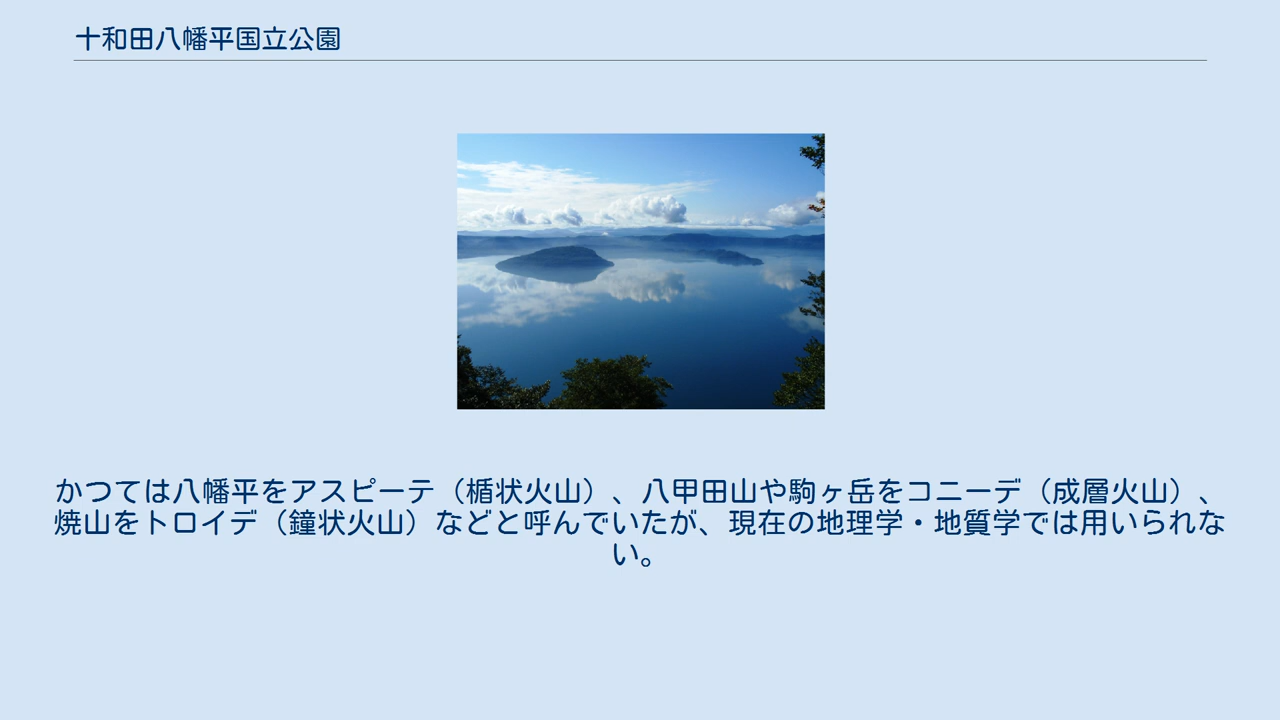 十和田八幡平国立公園
かつては八幡平をアスピーテ（楯状火山）、八甲田山や駒ヶ岳をコニーデ（成層火山）、
焼山をトロイデ（鐘状火山）などと呼んでいたが、現在の地理学・地質学では用いられな
い。